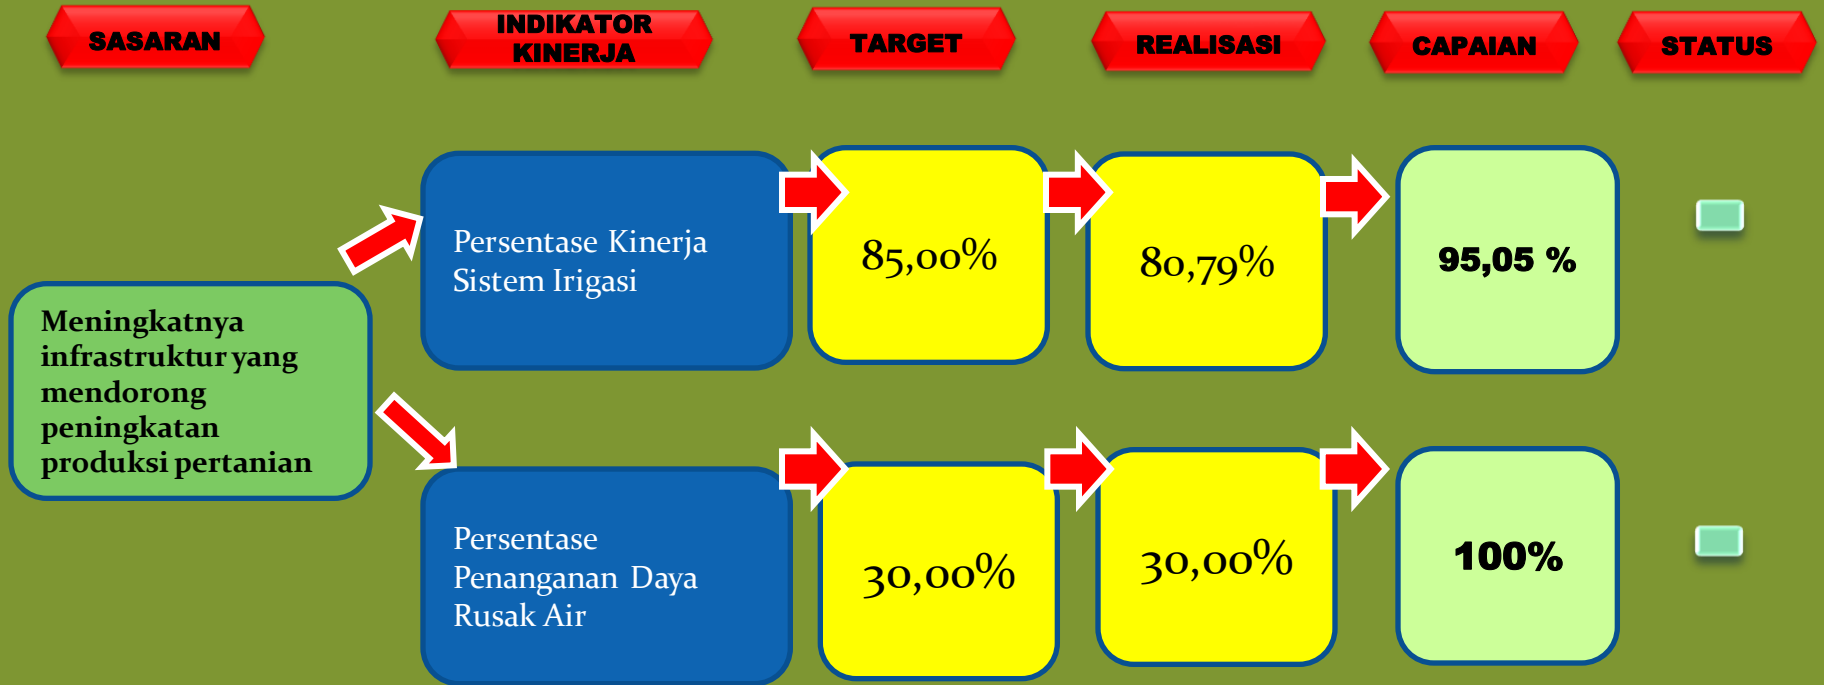 SASARAN
INDIKATOR
KINERJA
TARGET
REALISASI
CAPAIAN
STATUS
Meningkatnya
infrastruktur yang
mendorong
peningkatan
produksi pertanian
Persentase Kinerja
Sistem Irigasi
85,00%
80,79%
95,05 %
Persentase
Penanganan Daya
Rusak Air
30,00%
30,00%
100%